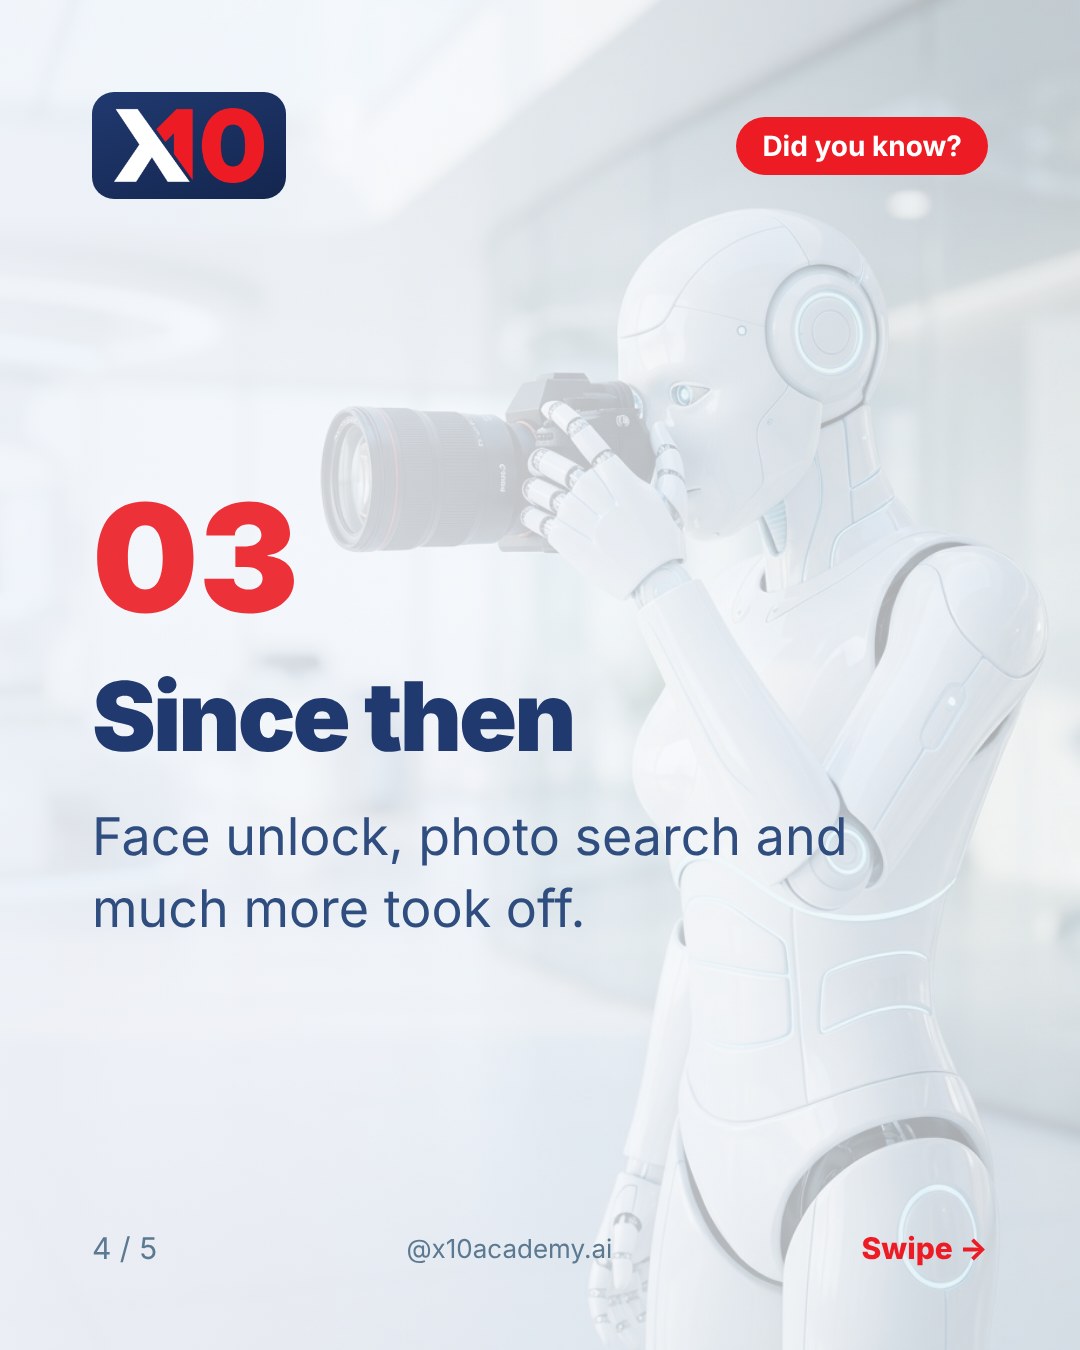 X10
Did you know?
03
Since then
Face unlock, photo search and
much more took off.
4 / 5
@x10academy.ai
Swipe →